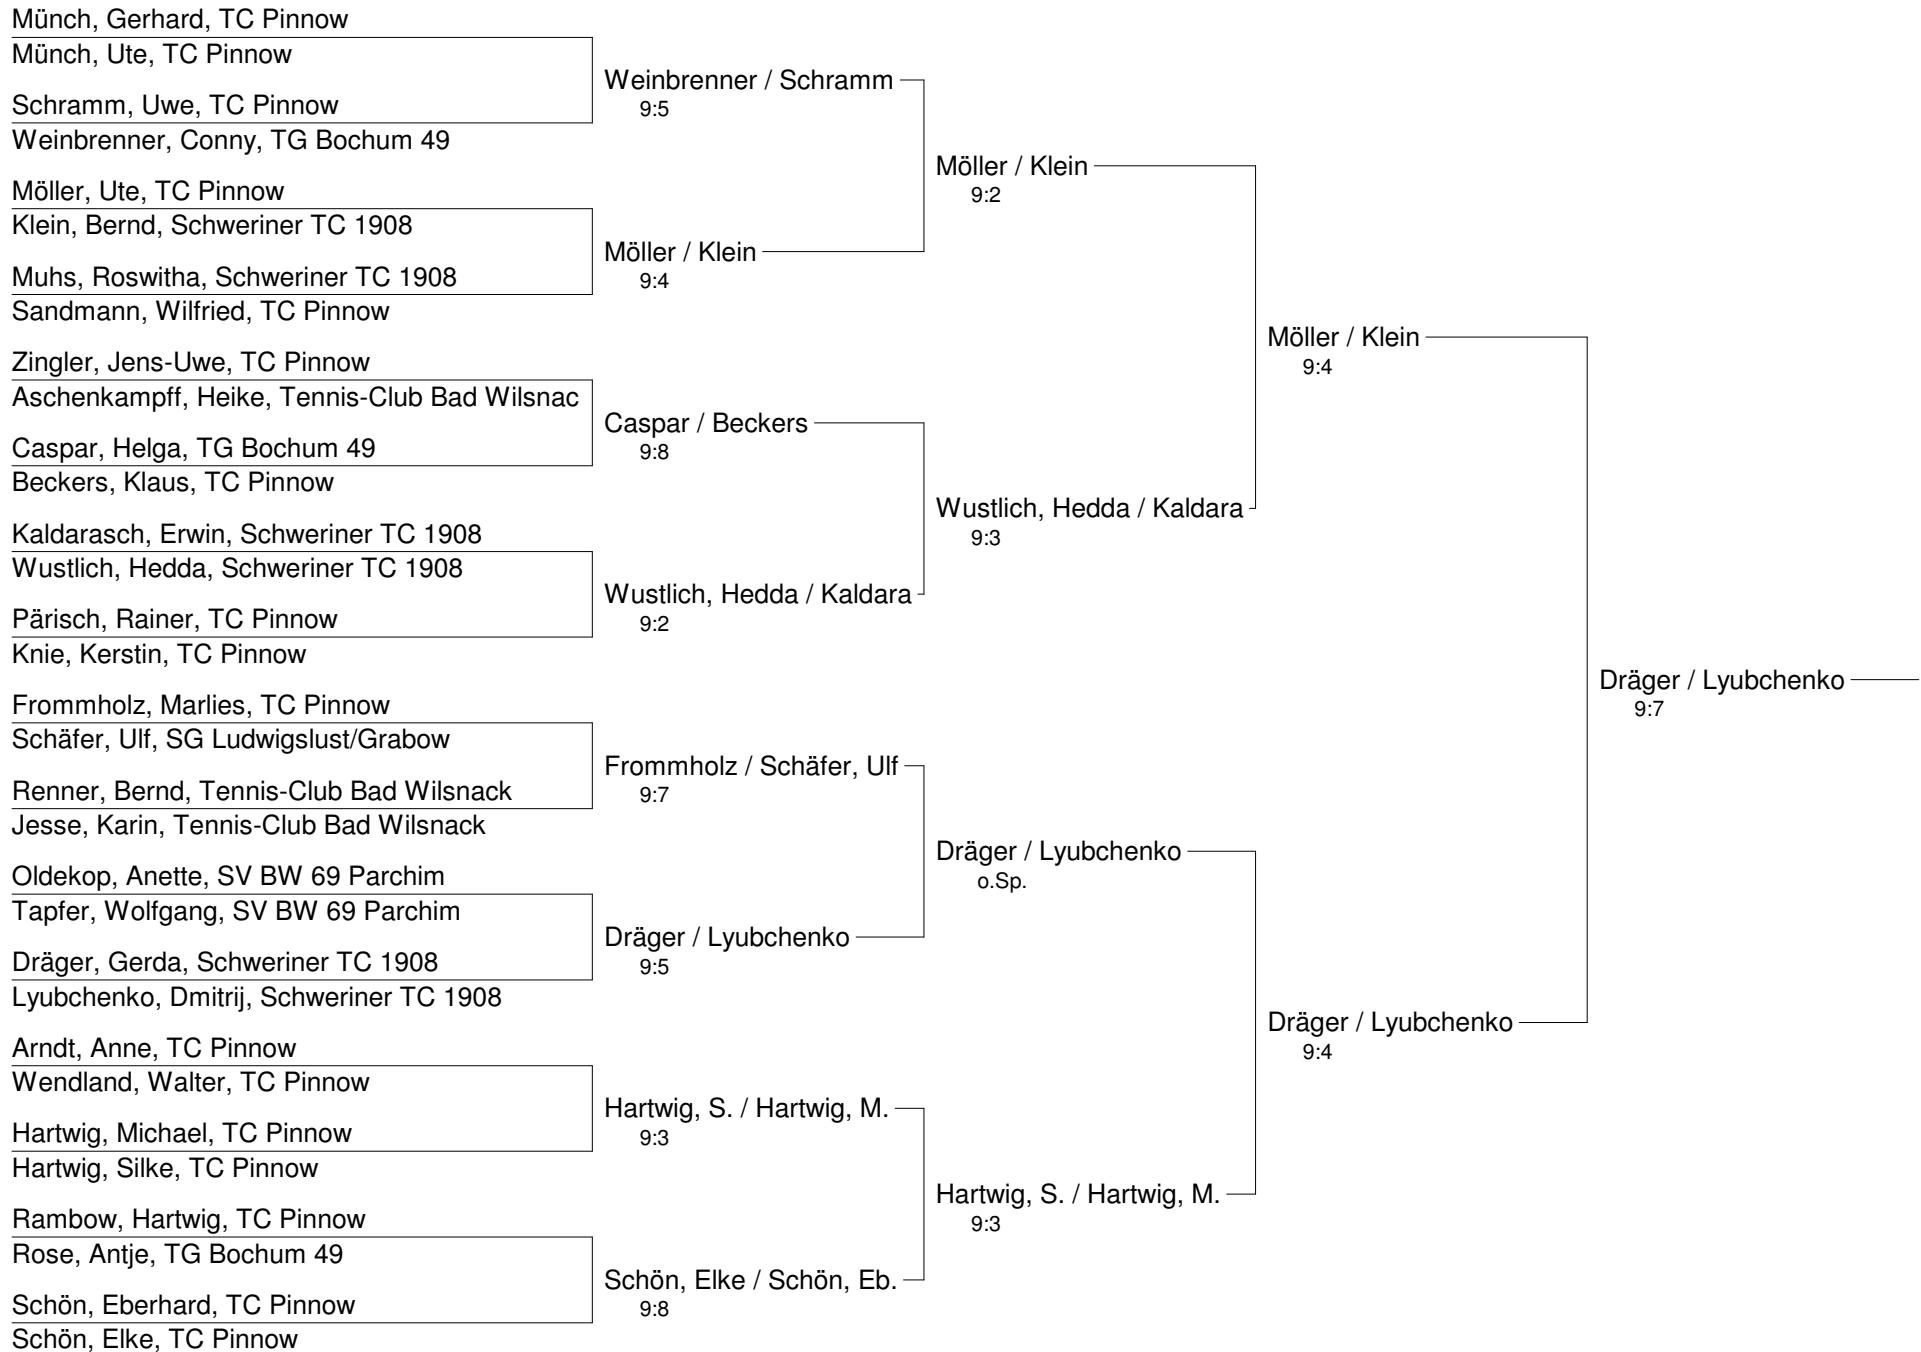 Münch, Gerhard, TC Pinnow
Münch, Ute, TC Pinnow
Schramm, Uwe, TC Pinnow
Weinbrenner, Conny, TG Bochum 49
Möller, Ute, TC Pinnow
Klein, Bernd, Schweriner TC 1908
Muhs, Roswitha, Schweriner TC 1908
Sandmann, Wilfried, TC Pinnow
Zingler, Jens-Uwe, TC Pinnow
Aschenkampff, Heike, Tennis-Club Bad Wilsnac
Caspar, Helga, TG Bochum 49
Beckers, Klaus, TC Pinnow
Kaldarasch, Erwin, Schweriner TC 1908
Wustlich, Hedda, Schweriner TC 1908
Pärisch, Rainer, TC Pinnow
Knie, Kerstin, TC Pinnow
Frommholz, Marlies, TC Pinnow
Schäfer, Ulf, SG Ludwigslust/Grabow
Renner, Bernd, Tennis-Club Bad Wilsnack
Jesse, Karin, Tennis-Club Bad Wilsnack
Oldekop, Anette, SV BW 69 Parchim
Tapfer, Wolfgang, SV BW 69 Parchim
Dräger, Gerda, Schweriner TC 1908
Lyubchenko, Dmitrij, Schweriner TC 1908
Arndt, Anne, TC Pinnow
Wendland, Walter, TC Pinnow
Hartwig, Michael, TC Pinnow
Hartwig, Silke, TC Pinnow
Rambow, Hartwig, TC Pinnow
Rose, Antje, TG Bochum 49
Schön, Eberhard, TC Pinnow
Schön, Elke, TC Pinnow
Weinbrenner / Schramm
9:5
Möller / Klein
9:4
Caspar / Beckers
9:8
Wustlich, Hedda / Kaldara
9:2
Frommholz / Schäfer, Ulf
9:7
Dräger / Lyubchenko
9:5
Hartwig, S. / Hartwig, M.
9:3
Schön, Elke / Schön, Eb.
9:8
Möller / Klein
9:2
Wustlich, Hedda / Kaldara
9:3
Dräger / Lyubchenko
o.Sp.
Hartwig, S. / Hartwig, M.
9:3
Möller / Klein
9:4
Dräger / Lyubchenko
9:4
Dräger / Lyubchenko
9:7